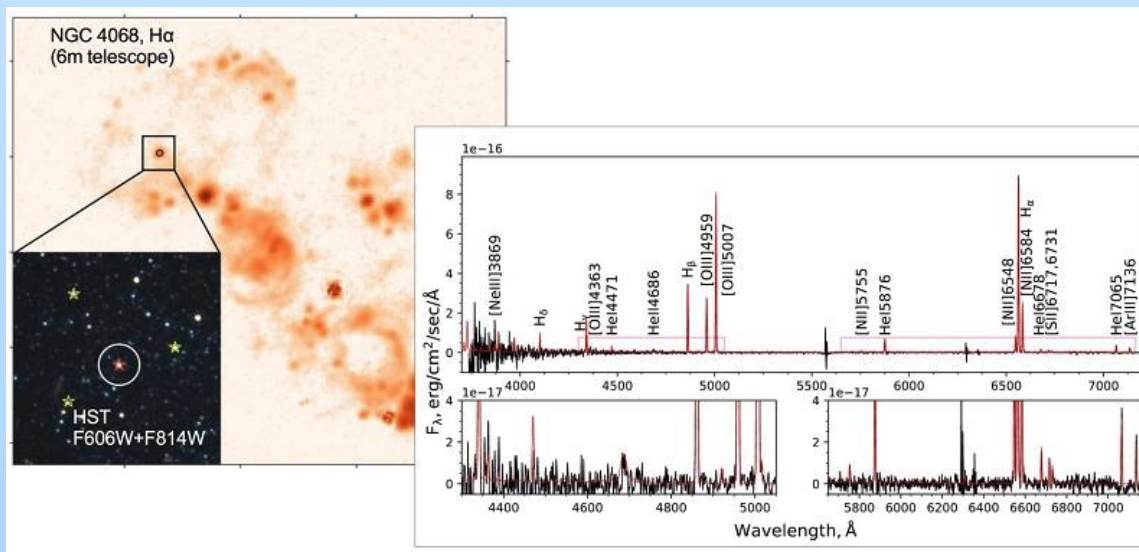 NGC 4068, Hα
(6m telescope)
HST
F606W+F814W
1e−16
8
6
4
2
0
[NeIII]3869
Hδ
Hγ
[OIII]4363
HeI4471
HeII4686
Hβ
[OIII]4959
[OIII]5007
[NII]5755
HeI5876
[NII]6548
Hα
[NII]6584
HeI6678
[SII]6717,6731
HeI7065
[ArIII]7136
4000 4500 5000 5500 6000 6500 7000
Fλ, erg/cm²/sec/Å
1e−17
4
2
0
4400 4600 4800 5000
1e−17
4
2
0
5600 5800 6000 6200 6400 6600 6800 7000
Wavelength, Å